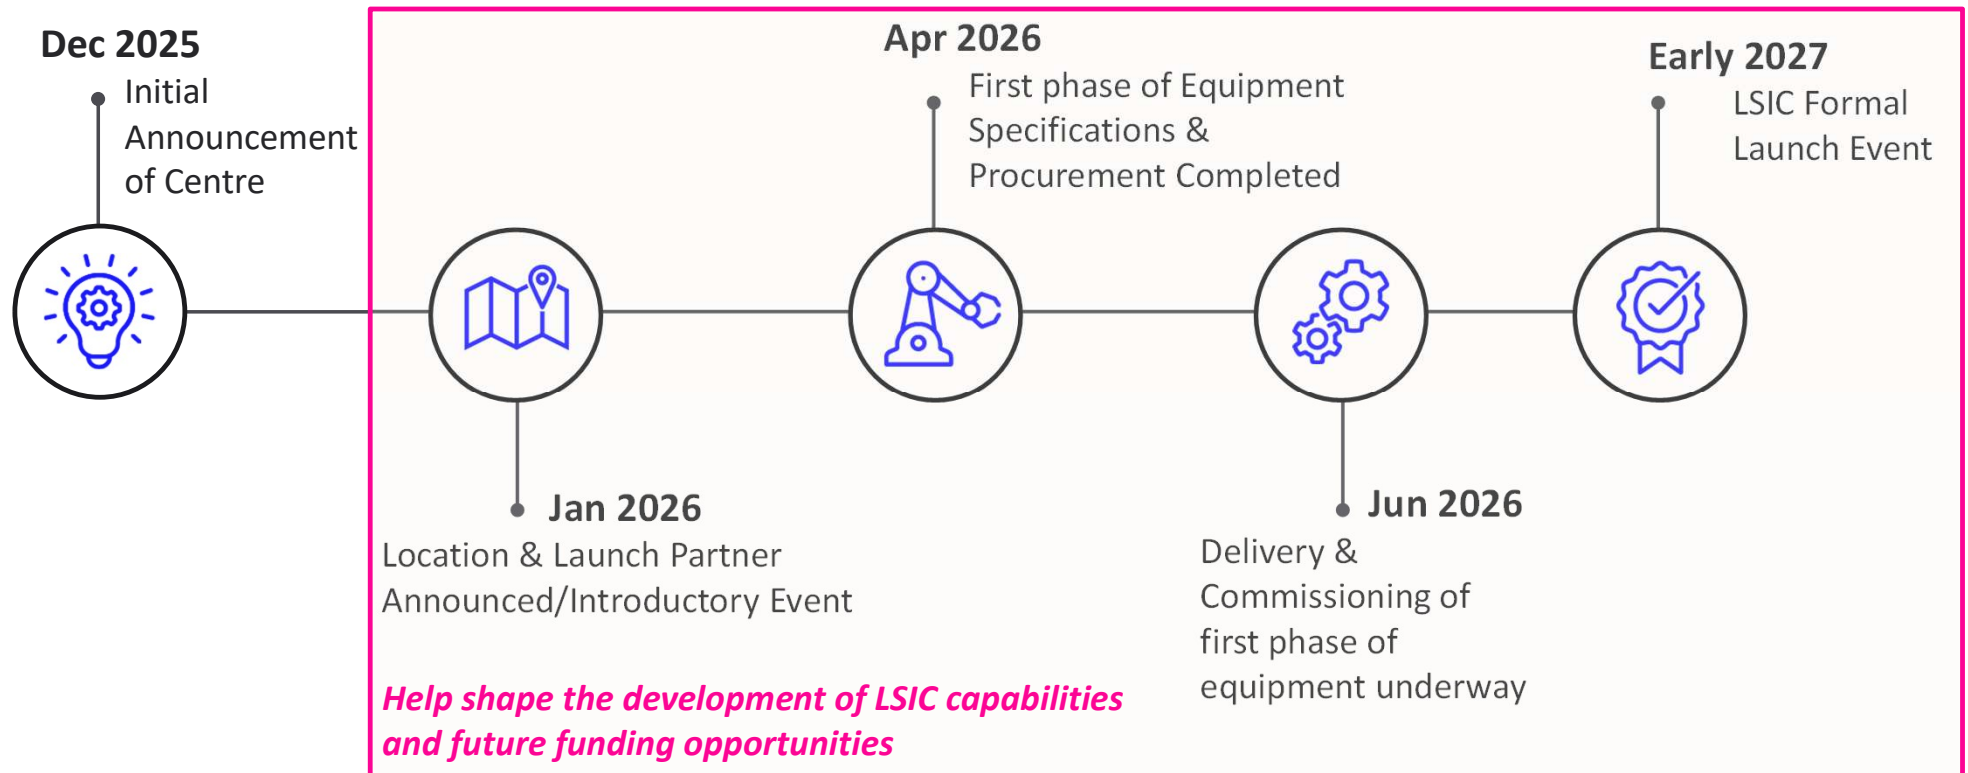 Dec 2025
Initial
Announcement
of Centre
Jan 2026
Location & Launch Partner
Announced/Introductory Event
Apr 2026
First phase of Equipment
Specifications &
Procurement Completed
Jun 2026
Delivery &
Commissioning of
first phase of
equipment underway
Early 2027
LSIC Formal
Launch Event
Help shape the development of LSIC capabilities
and future funding opportunities